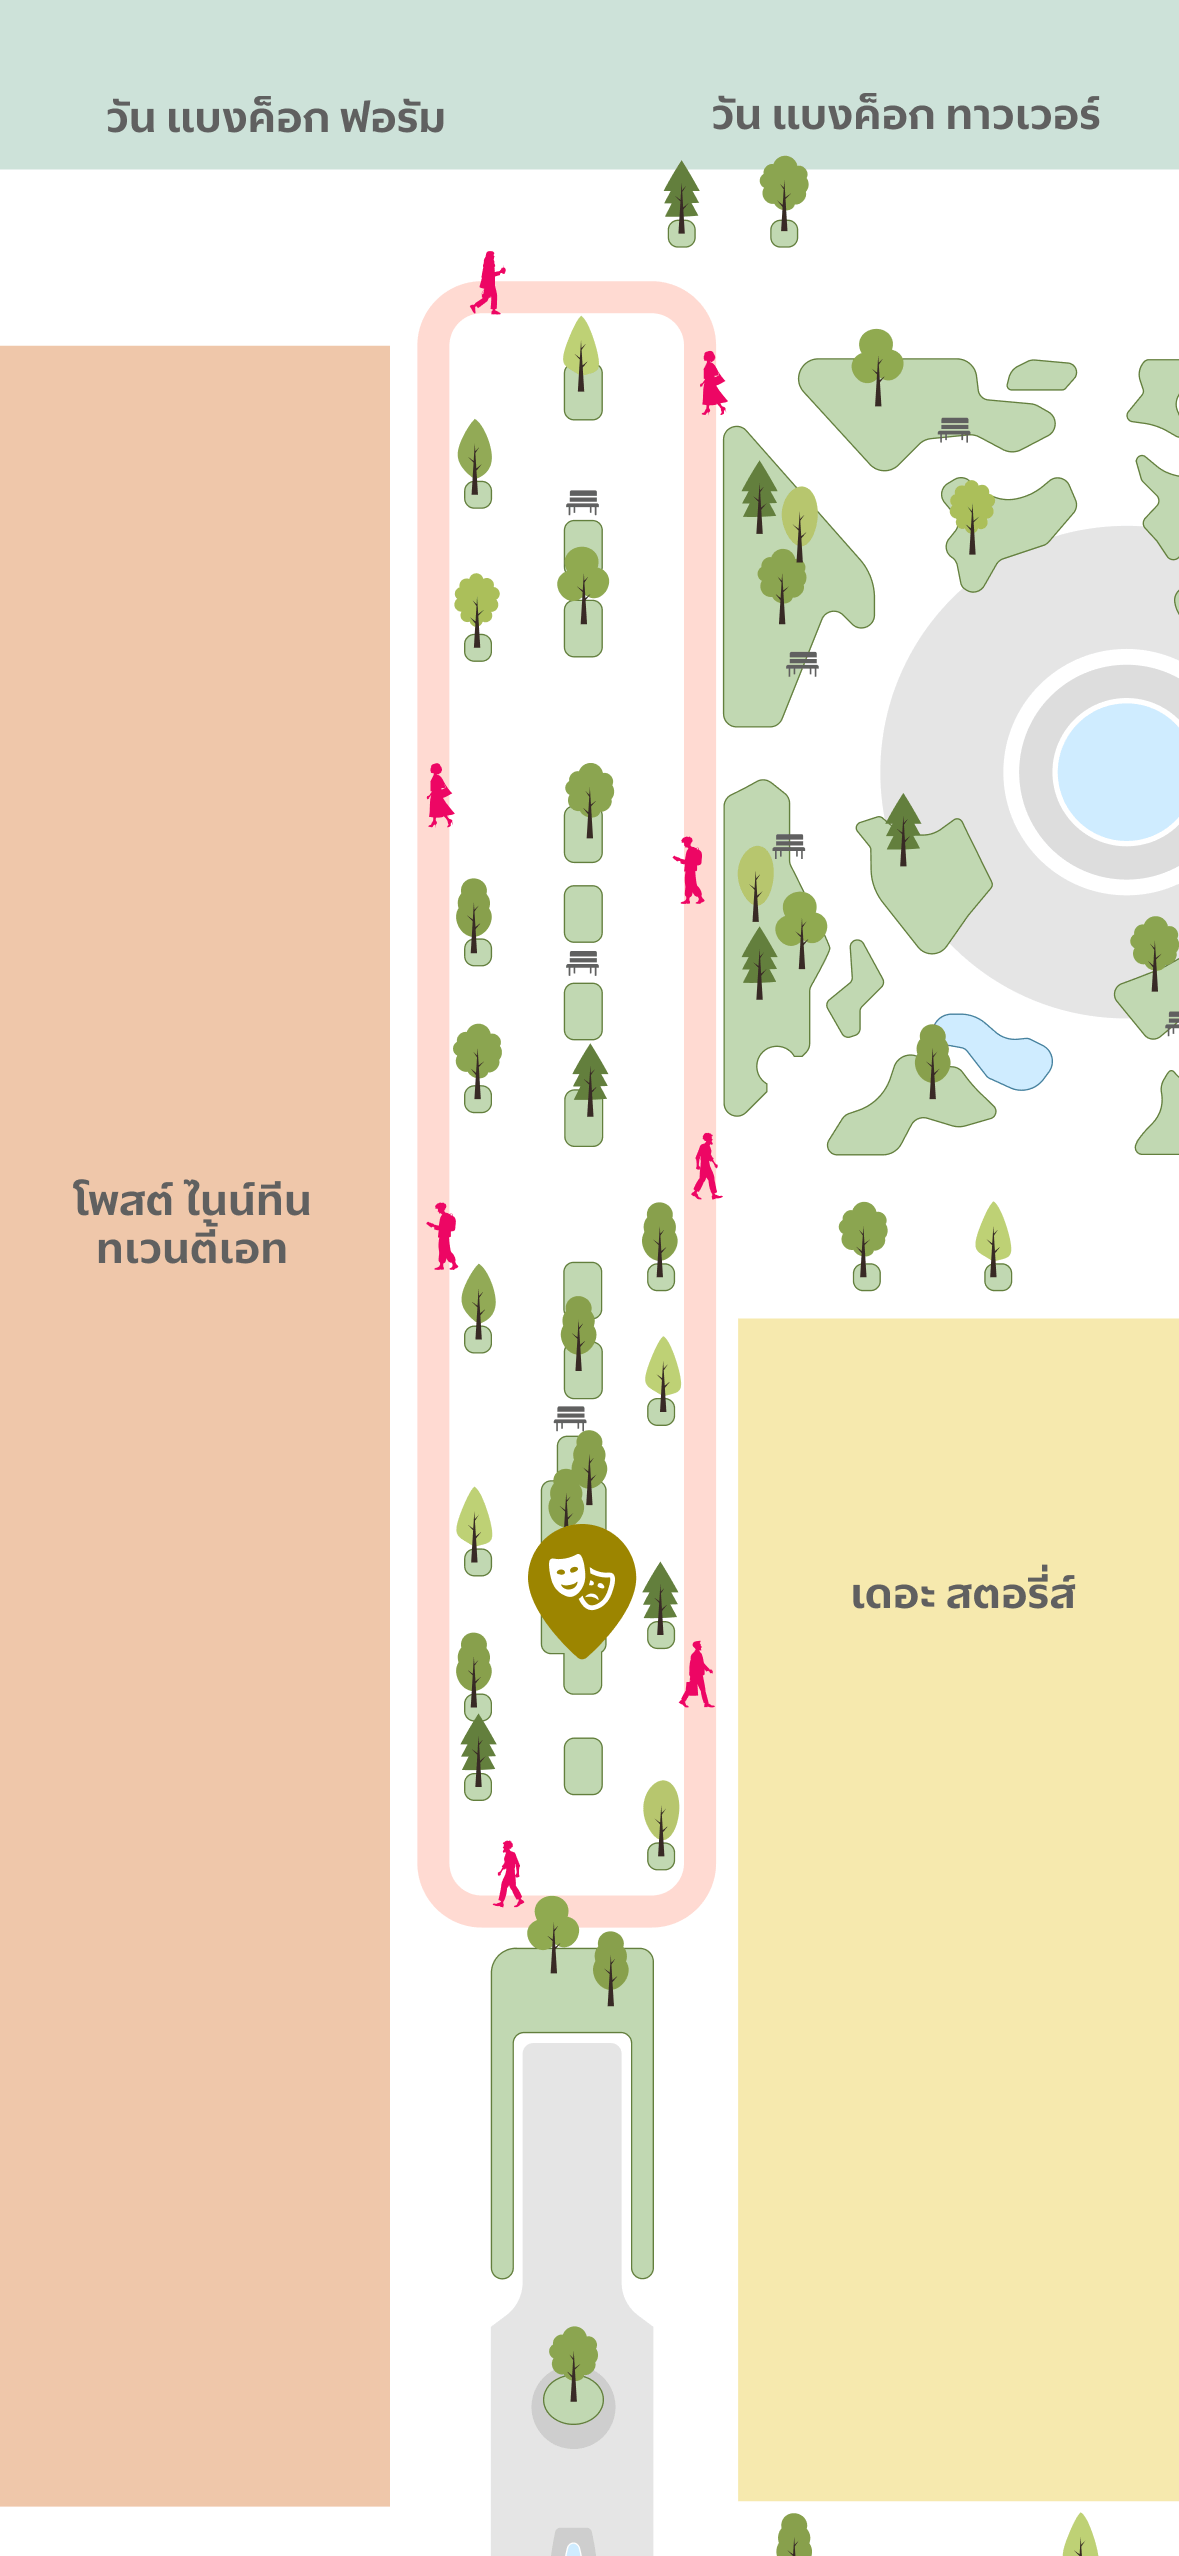 วัน แบงค็อก ฟอรัม
วัน แบงค็อก ทาวเวอร์
โพสต์ ไนน์ทีน
ทเวนตี้เอท
เดอะ สตอรี่ส์